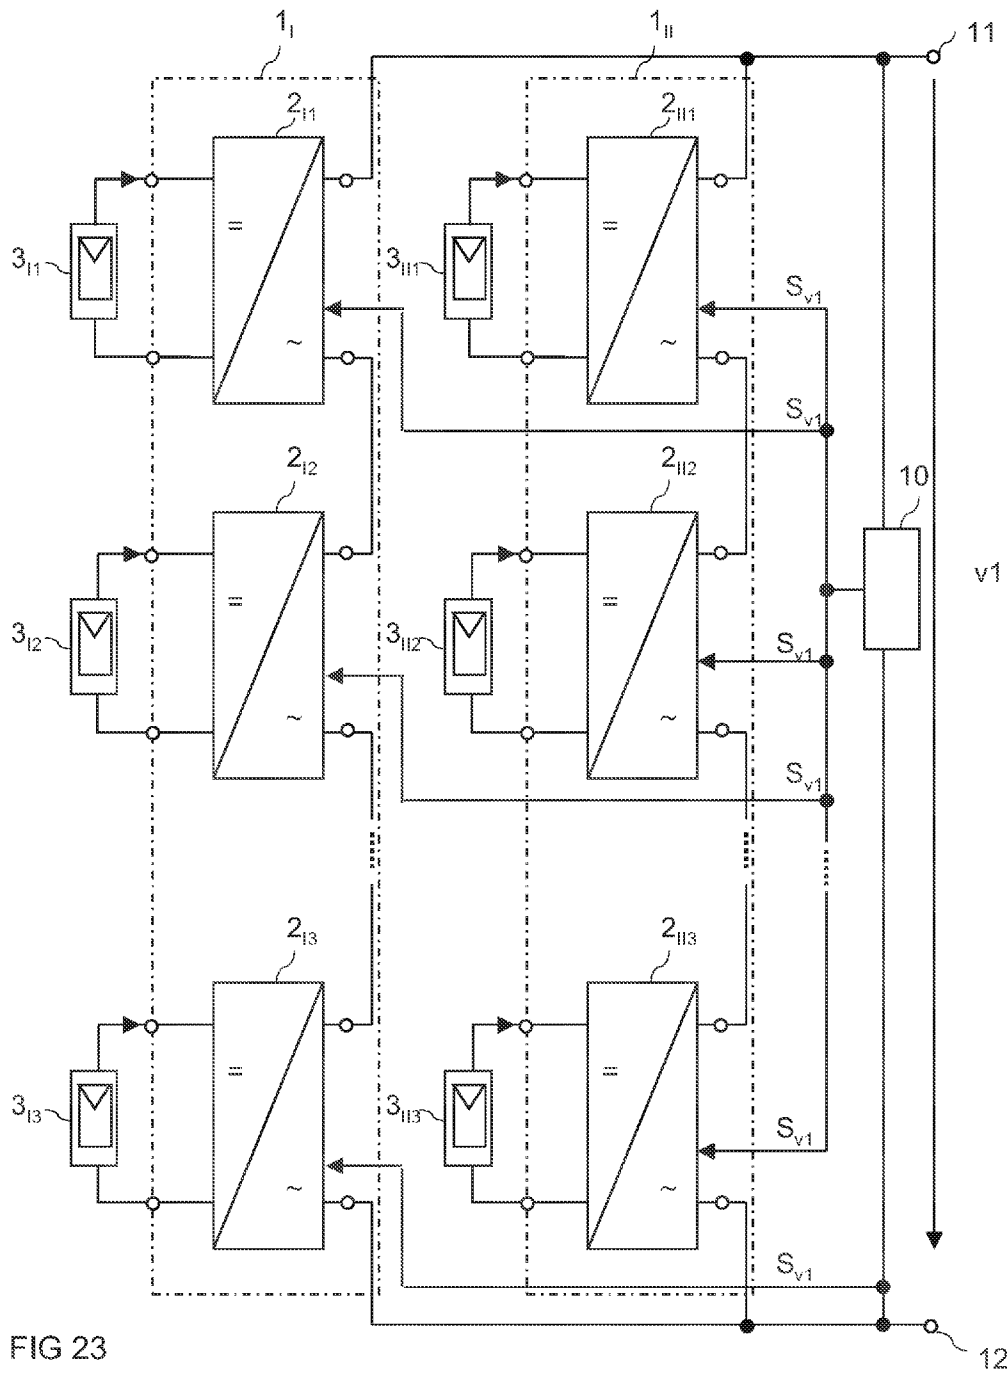 1I 1II 11
2I1 2II1
= =
3I1 3II1
Sv1
~ ~
Sv1
2I2 2II2
10
v1
= =
3I2 3II2
Sv1
~ ~
Sv1
2I3 2II3
= =
3I3 3II3
Sv1
~ ~
Sv1
FIG 23
12